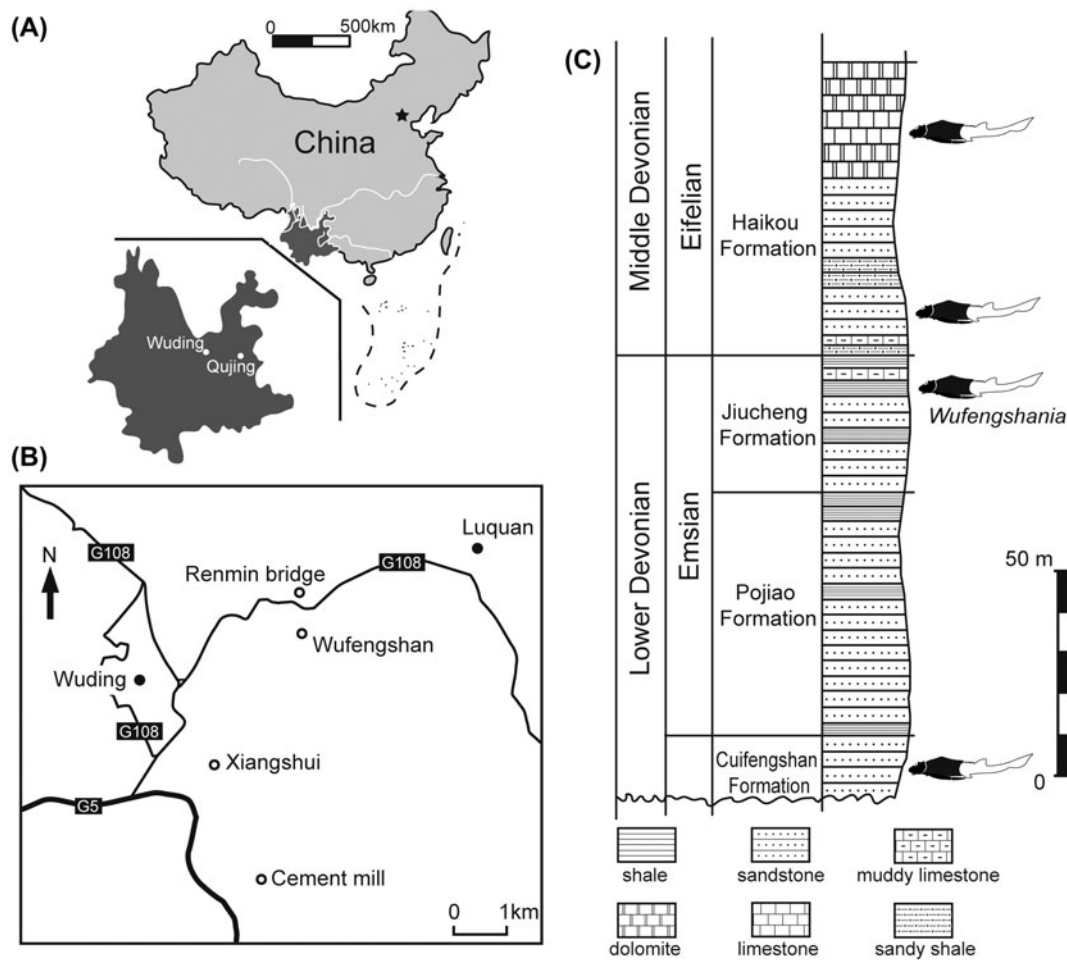 (A)
0 500km
China
Wuding
Qujing
(B)
N
G108
Luquan
G108
Renmin bridge
Wufengshan
Wuding
G108
Xiangshui
G5
Cement mill
0 1km
(C)
Middle Devonian
Lower Devonian
Eifelian
Emsian
Haikou
Formation
Jiucheng
Formation
Pojiao
Formation
Cuifengshan
Formation
Wufengshania
50 m
0
shale
sandstone
muddy limestone
dolomite
limestone
sandy shale